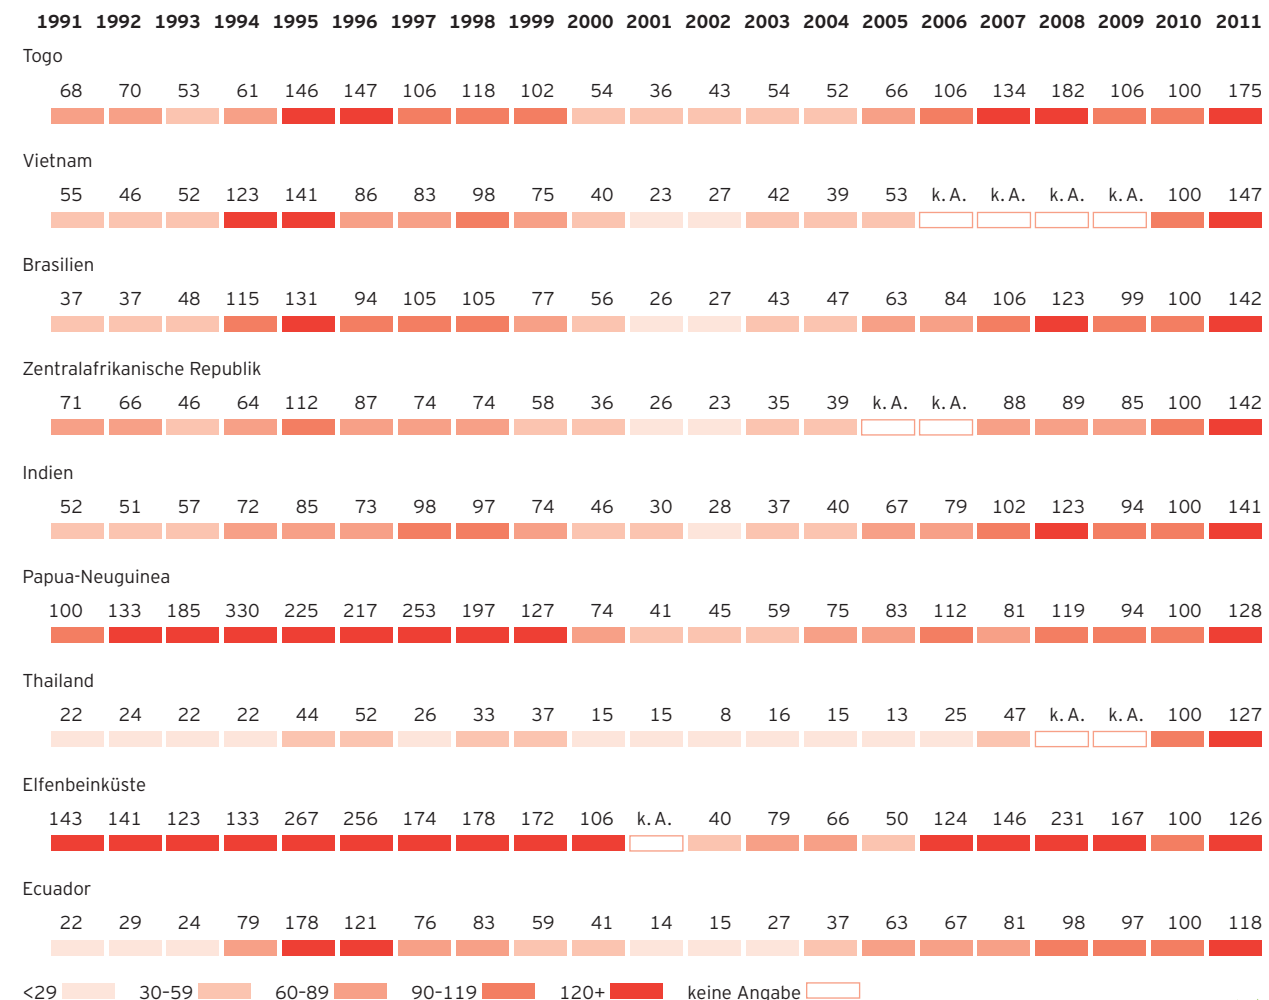 1991 1992 1993 1994 1995 1996 1997 1998 1999 2000 2001 2002 2003 2004 2005 2006 2007 2008 2009 2010 2011
Togo
68 70 53 61 146 147 106 118 102 54 36 43 54 52 66 106 134 182 106 100 175
Vietnam
55 46 52 123 141 86 83 98 75 40 23 27 42 39 53 k. A. k. A. k. A. k. A. 100 147
Brasilien
37 37 48 115 131 94 105 105 77 56 26 27 43 47 63 84 106 123 99 100 142
Zentralafrikanische Republik
71 66 46 64 112 87 74 74 58 36 26 23 35 39 k. A. k. A. 88 89 85 100 142
Indien
52 51 57 72 85 73 98 97 74 46 30 28 37 40 67 79 102 123 94 100 141
Papua-Neuguinea
100 133 185 330 225 217 253 197 127 74 41 45 59 75 83 112 81 119 94 100 128
Thailand
22 24 22 22 44 52 26 33 37 15 15 8 16 15 13 25 47 k. A. k. A. 100 127
Elfenbeinküste
143 141 123 133 267 256 174 178 172 106 k. A. 40 79 66 50 124 146 231 167 100 126
Ecuador
22 29 24 79 178 121 76 83 59 41 14 15 27 37 63 67 81 98 97 100 118
<29 30–59 60–89 90–119 120+ keine Angabe